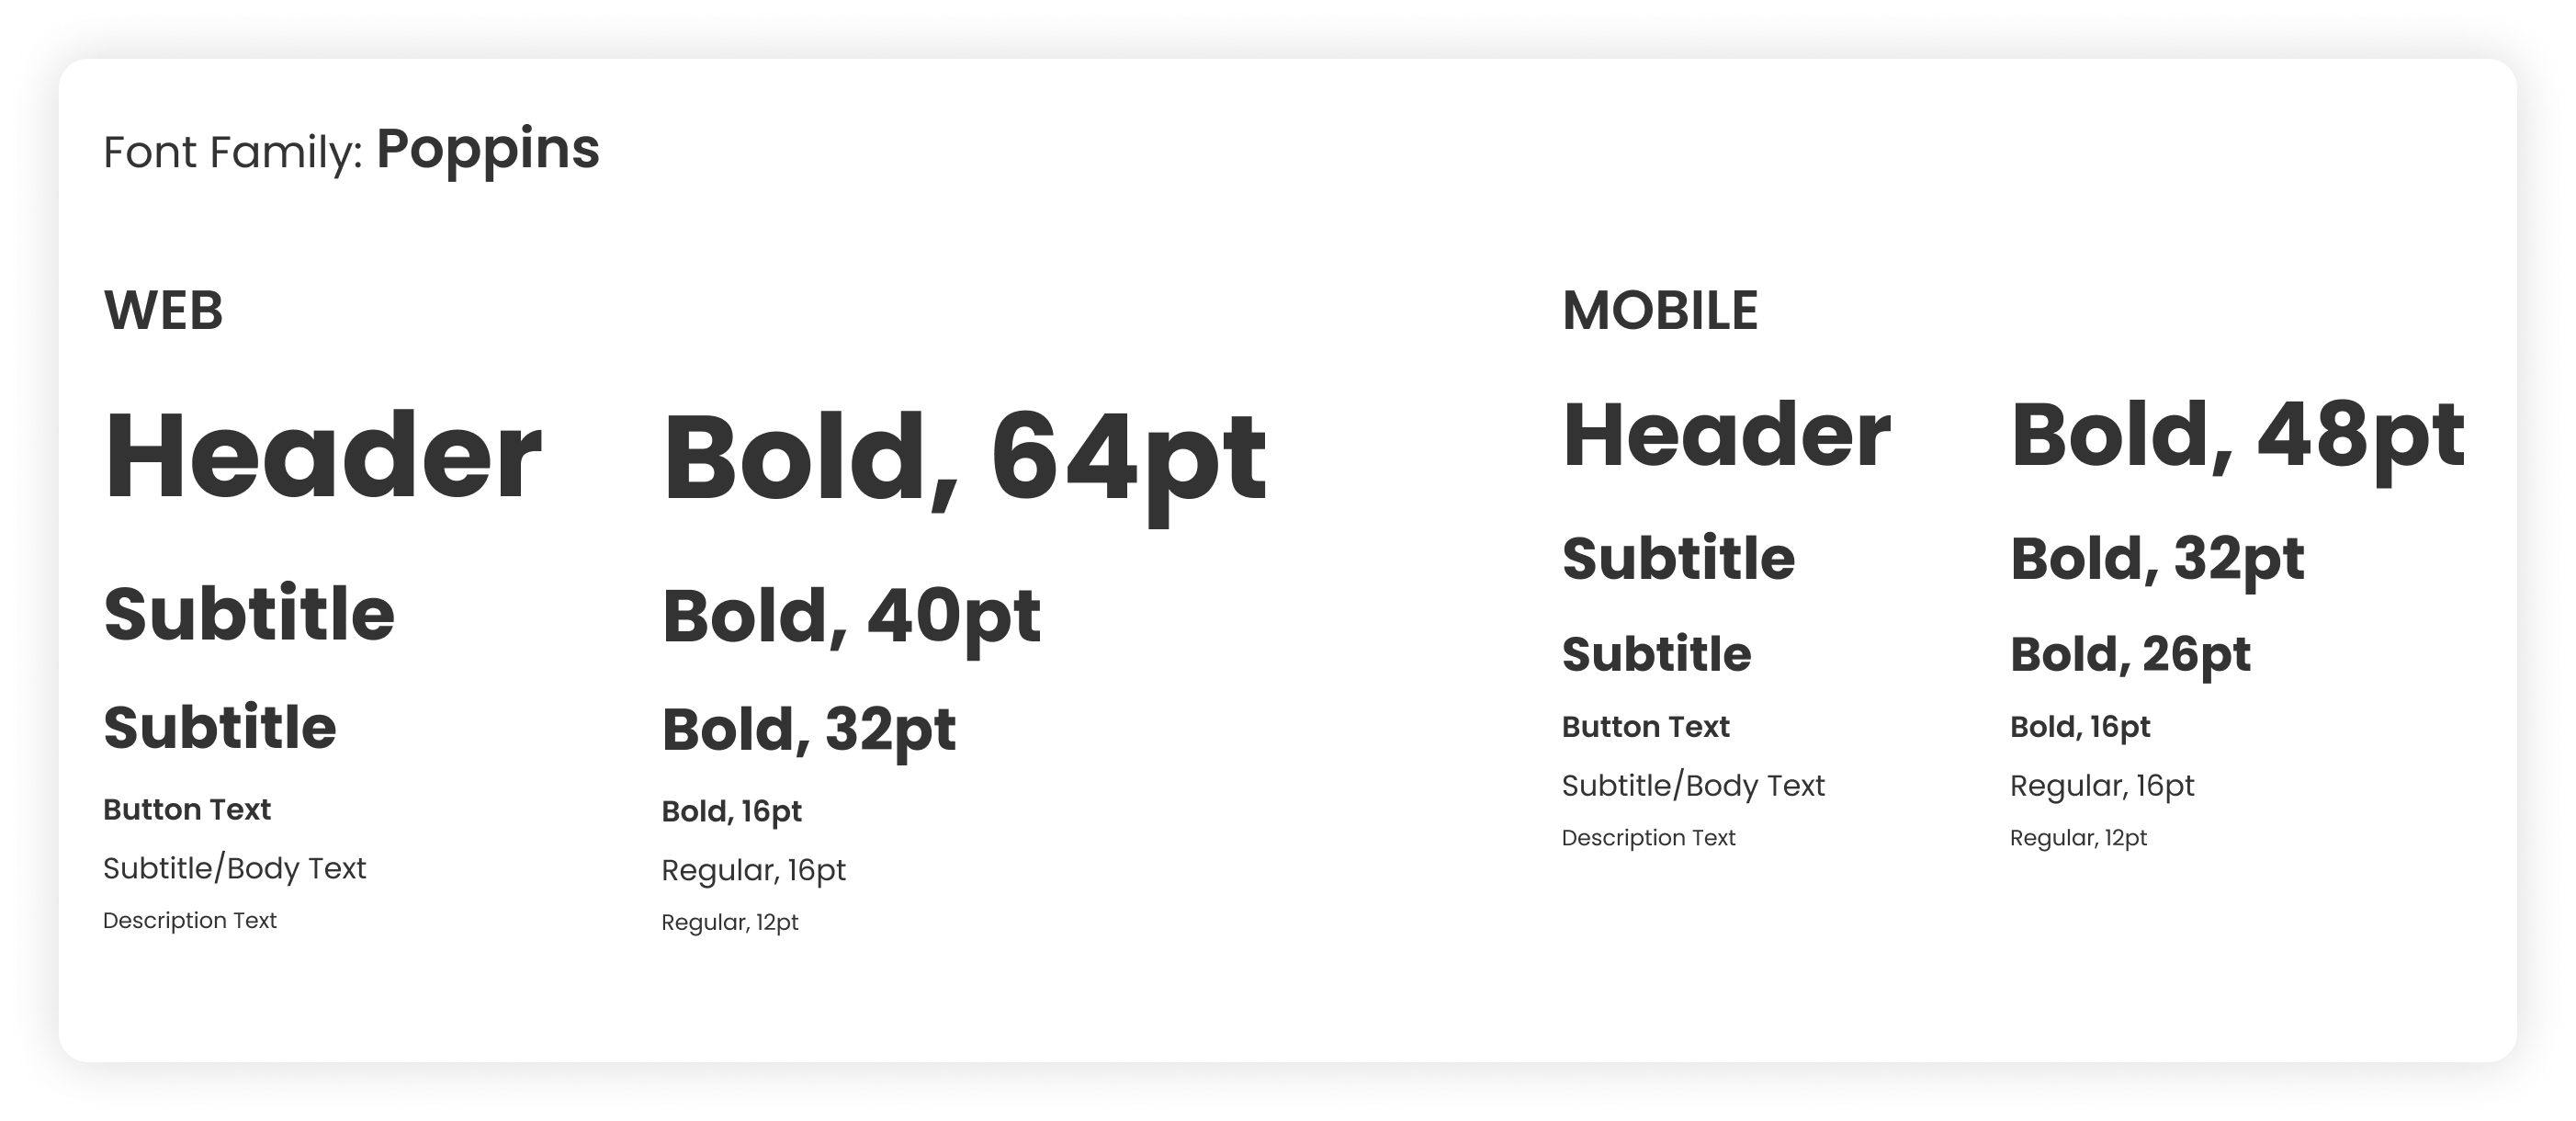 Font Family: Poppins
WEB
Header Bold, 64pt
Subtitle Bold, 40pt
Subtitle Bold, 32pt
Button Text Bold, 16pt
Subtitle/Body Text Regular, 16pt
Description Text Regular, 12pt
MOBILE
Header Bold, 48pt
Subtitle Bold, 32pt
Subtitle Bold, 26pt
Button Text Bold, 16pt
Subtitle/Body Text Regular, 16pt
Description Text Regular, 12pt